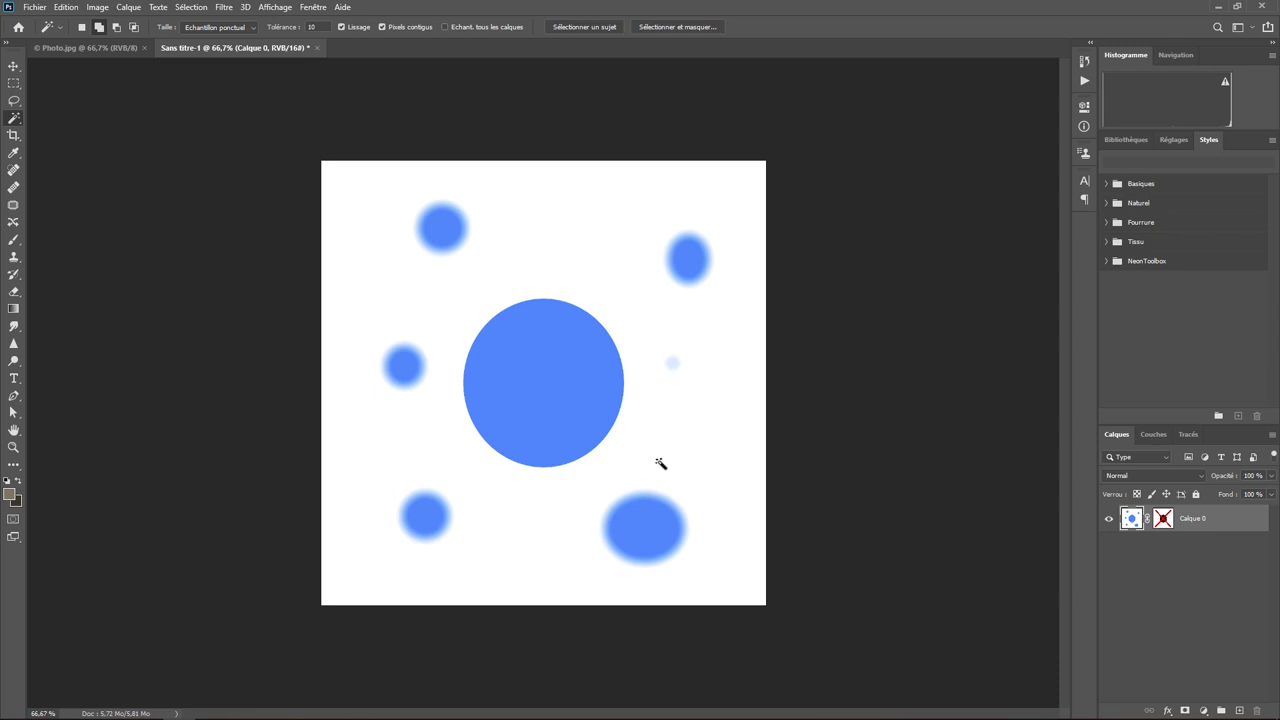 Ps Fichier Edition Image Calque Texte Sélection Filtre 3D Affichage Fenêtre Aide
Taille : Echantillon ponctuel Tolérance : 10 Lissage Pixels contigus Echant. tous les calques Sélectionner un sujet Sélectionner et masquer...
© Photo.jpg @ 66,7% (RVB/8) × Sans titre-1 @ 66,7% (Calque 0, RVB/16#) * ×
Histogramme Navigation
Bibliothèques Réglages Styles
Basiques
Naturel
Fourrure
Tissu
NeonToolbox
Calques Couches Tracés
Type
Normal Opacité : 100 %
Verrou : Fond : 100 %
Calque 0
66,67 % Doc : 5,72 Mo/5,81 Mo